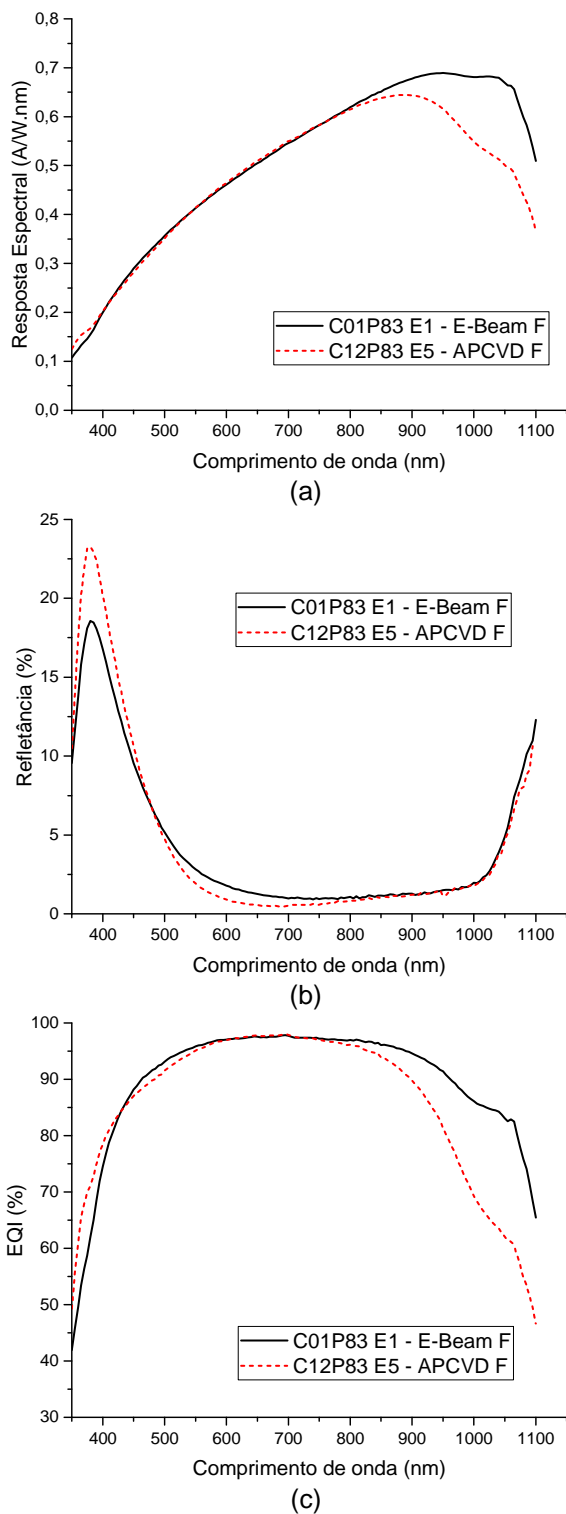 0,8
0,7
0,6
0,5
0,4
0,3
0,2
0,1
0,0
Resposta Espectral (A/W.nm)
C01P83 E1 - E-Beam F
C12P83 E5 - APCVD F
400 500 600 700 800 900 1000 1100
Comprimento de onda (nm)
(a)
25
20
15
10
5
0
Refletância (%)
C01P83 E1 - E-Beam F
C12P83 E5 - APCVD F
400 500 600 700 800 900 1000 1100
Comprimento de onda (nm)
(b)
100
90
80
70
60
50
40
30
EQI (%)
C01P83 E1 - E-Beam F
C12P83 E5 - APCVD F
400 500 600 700 800 900 1000 1100
Comprimento de onda (nm)
(c)